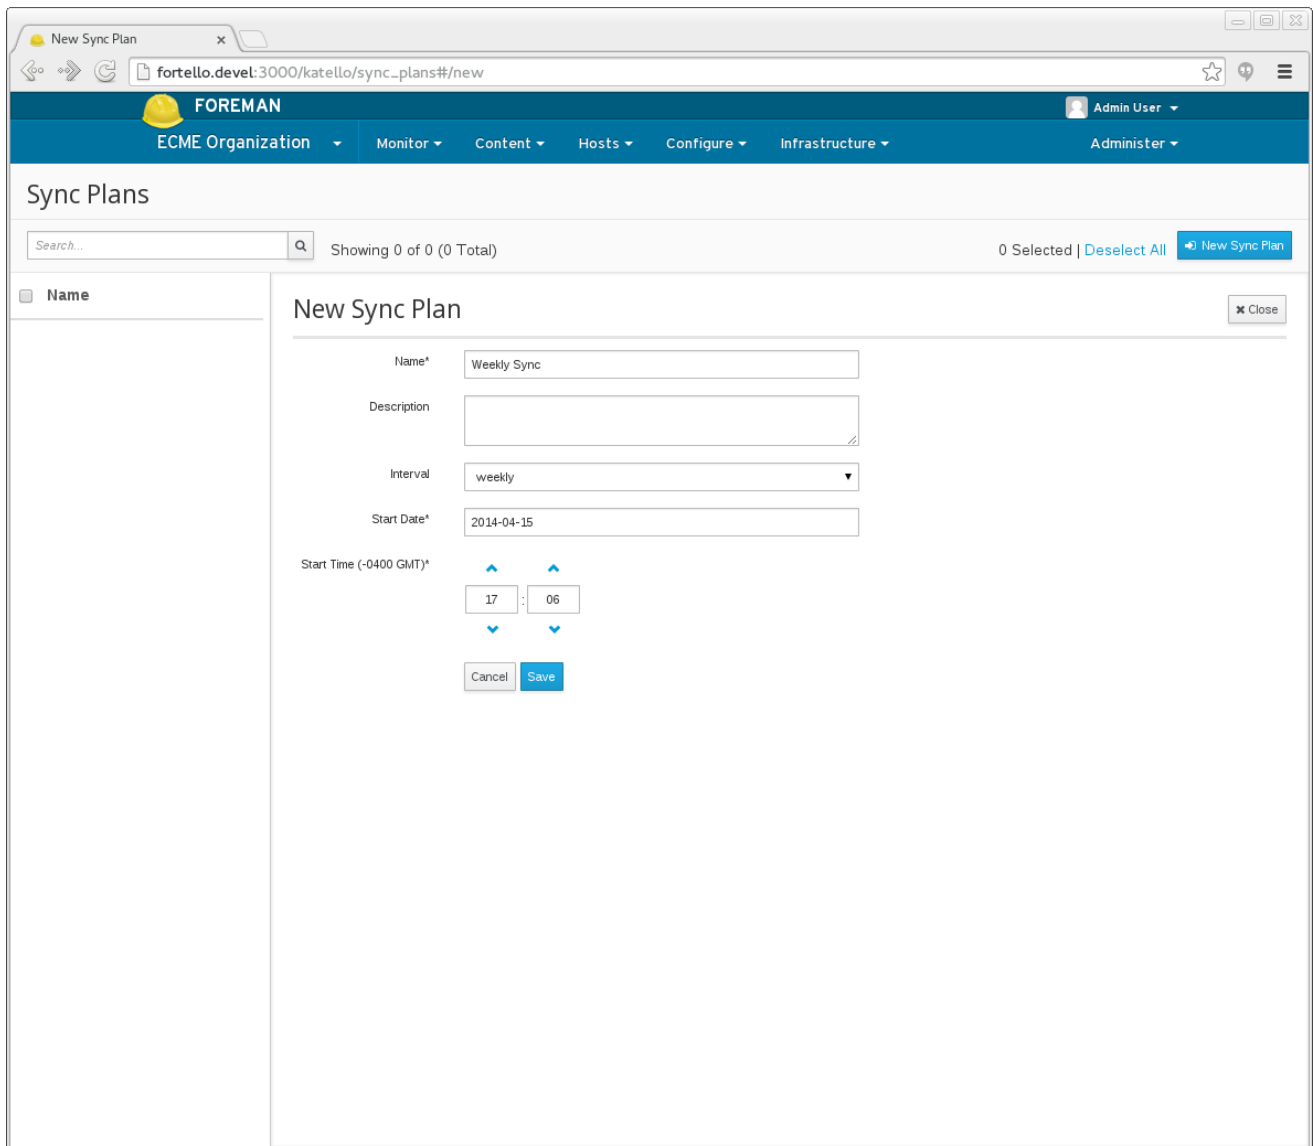 New Sync Plan
fortello.devel:3000/katello/sync_plans#/new
FOREMAN
Admin User
ECME Organization Monitor Content Hosts Configure Infrastructure Administer
Sync Plans
Search...
Showing 0 of 0 (0 Total)
0 Selected | Deselect All
New Sync Plan
Name
New Sync Plan
Close
Name*
Weekly Sync
Description
Interval
weekly
Start Date*
2014-04-15
Start Time (-0400 GMT)*
17 : 06
Cancel Save